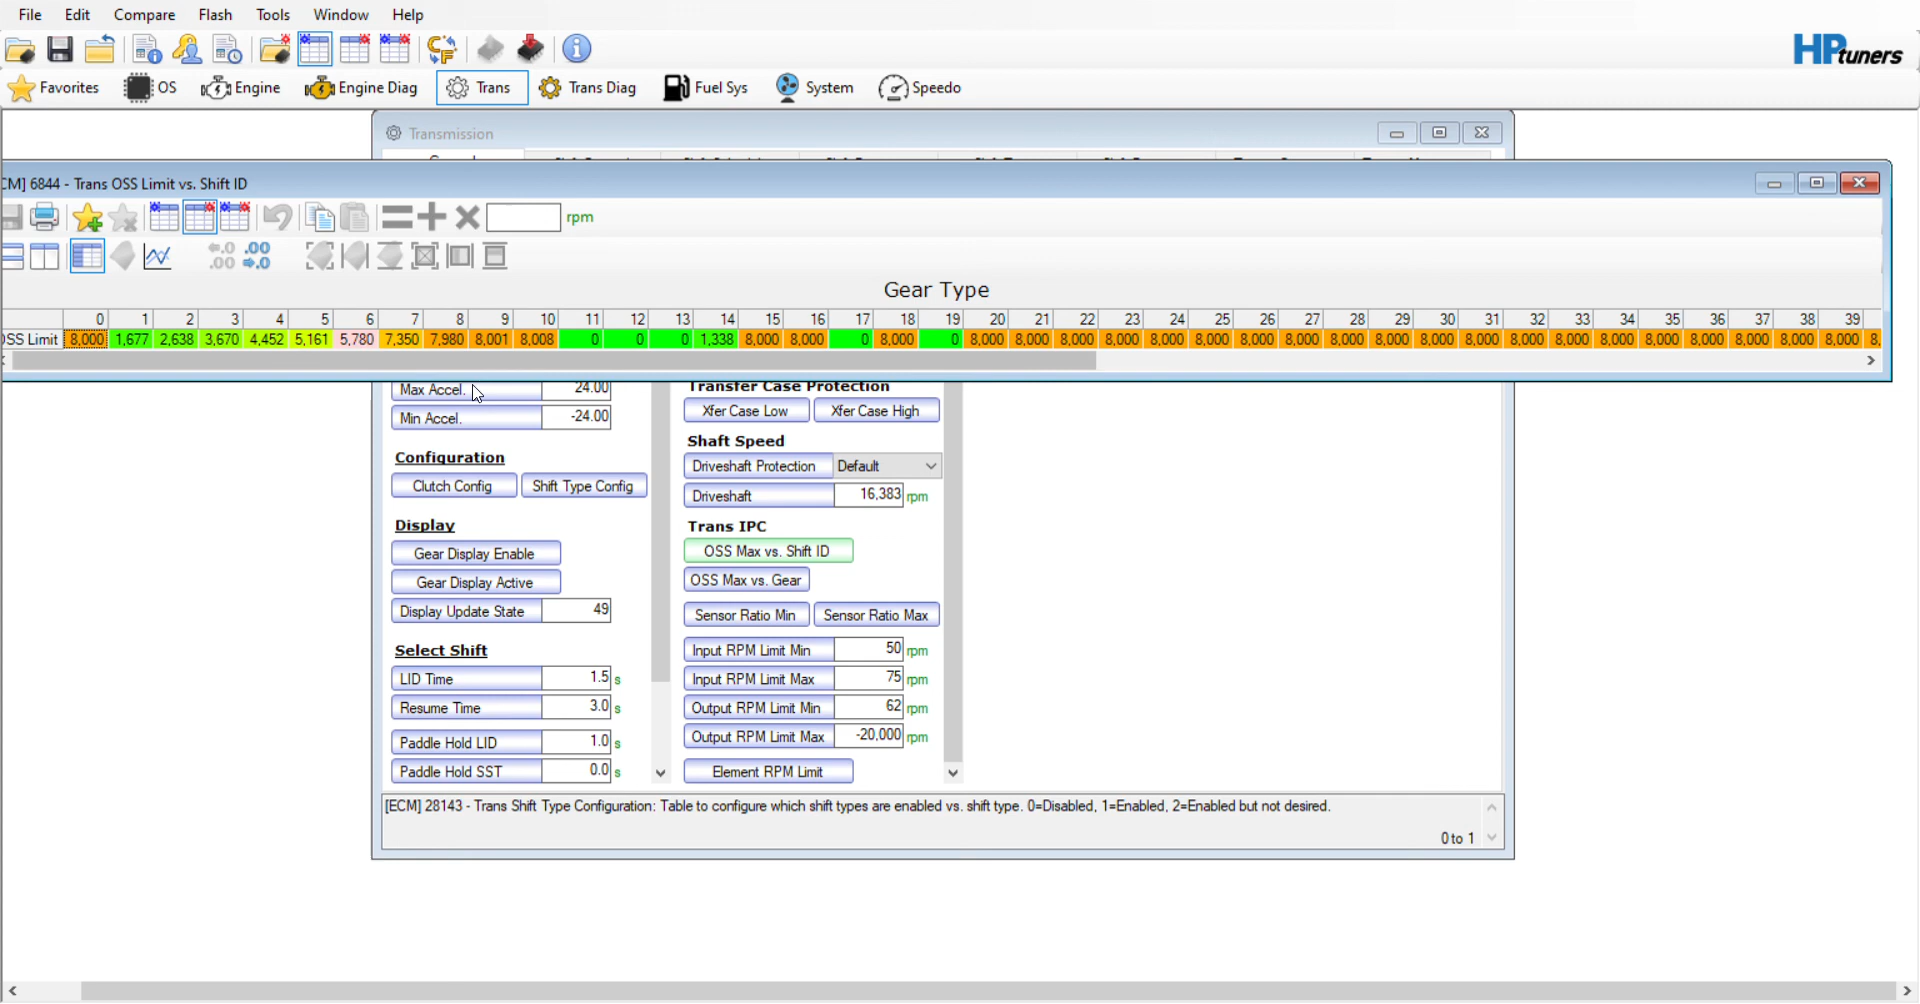 File Edit Compare Flash Tools Window Help
HPtuners
Favorites OS Engine Engine Diag Trans Trans Diag Fuel Sys System Speedo
Transmission
CM] 6844 - Trans OSS Limit vs. Shift ID
rpm
Gear Type
0 1 2 3 4 5 6 7 8 9 10 11 12 13 14 15 16 17 18 19 20 21 22 23 24 25 26 27 28 29 30 31 32 33 34 35 36 37 38 39
OSS Limit 8,000 1,677 2,638 3,670 4,452 5,161 5,780 7,350 7,980 8,001 8,008 0 0 0 1,338 8,000 8,000 0 8,000 0 8,000 8,000 8,000 8,000 8,000 8,000 8,000 8,000 8,000 8,000 8,000 8,000 8,000 8,000 8,000 8,000 8,000 8,000 8,000 8,000 8,
Max Accel. 24.00
Min Accel. -24.00
Configuration
Clutch Config Shift Type Config
Display
Gear Display Enable
Gear Display Active
Display Update State 49
Select Shift
LID Time 1.5 s
Resume Time 3.0 s
Paddle Hold LID 1.0 s
Paddle Hold SST 0.0 s
Transfer Case Protection
Xfer Case Low Xfer Case High
Shaft Speed
Driveshaft Protection Default
Driveshaft 16,383 rpm
Trans IPC
OSS Max vs. Shift ID
OSS Max vs. Gear
Sensor Ratio Min Sensor Ratio Max
Input RPM Limit Min 50 rpm
Input RPM Limit Max 75 rpm
Output RPM Limit Min 62 rpm
Output RPM Limit Max -20,000 rpm
Element RPM Limit
[ECM] 28143 - Trans Shift Type Configuration: Table to configure which shift types are enabled vs. shift type. 0=Disabled, 1=Enabled, 2=Enabled but not desired.
0 to 1